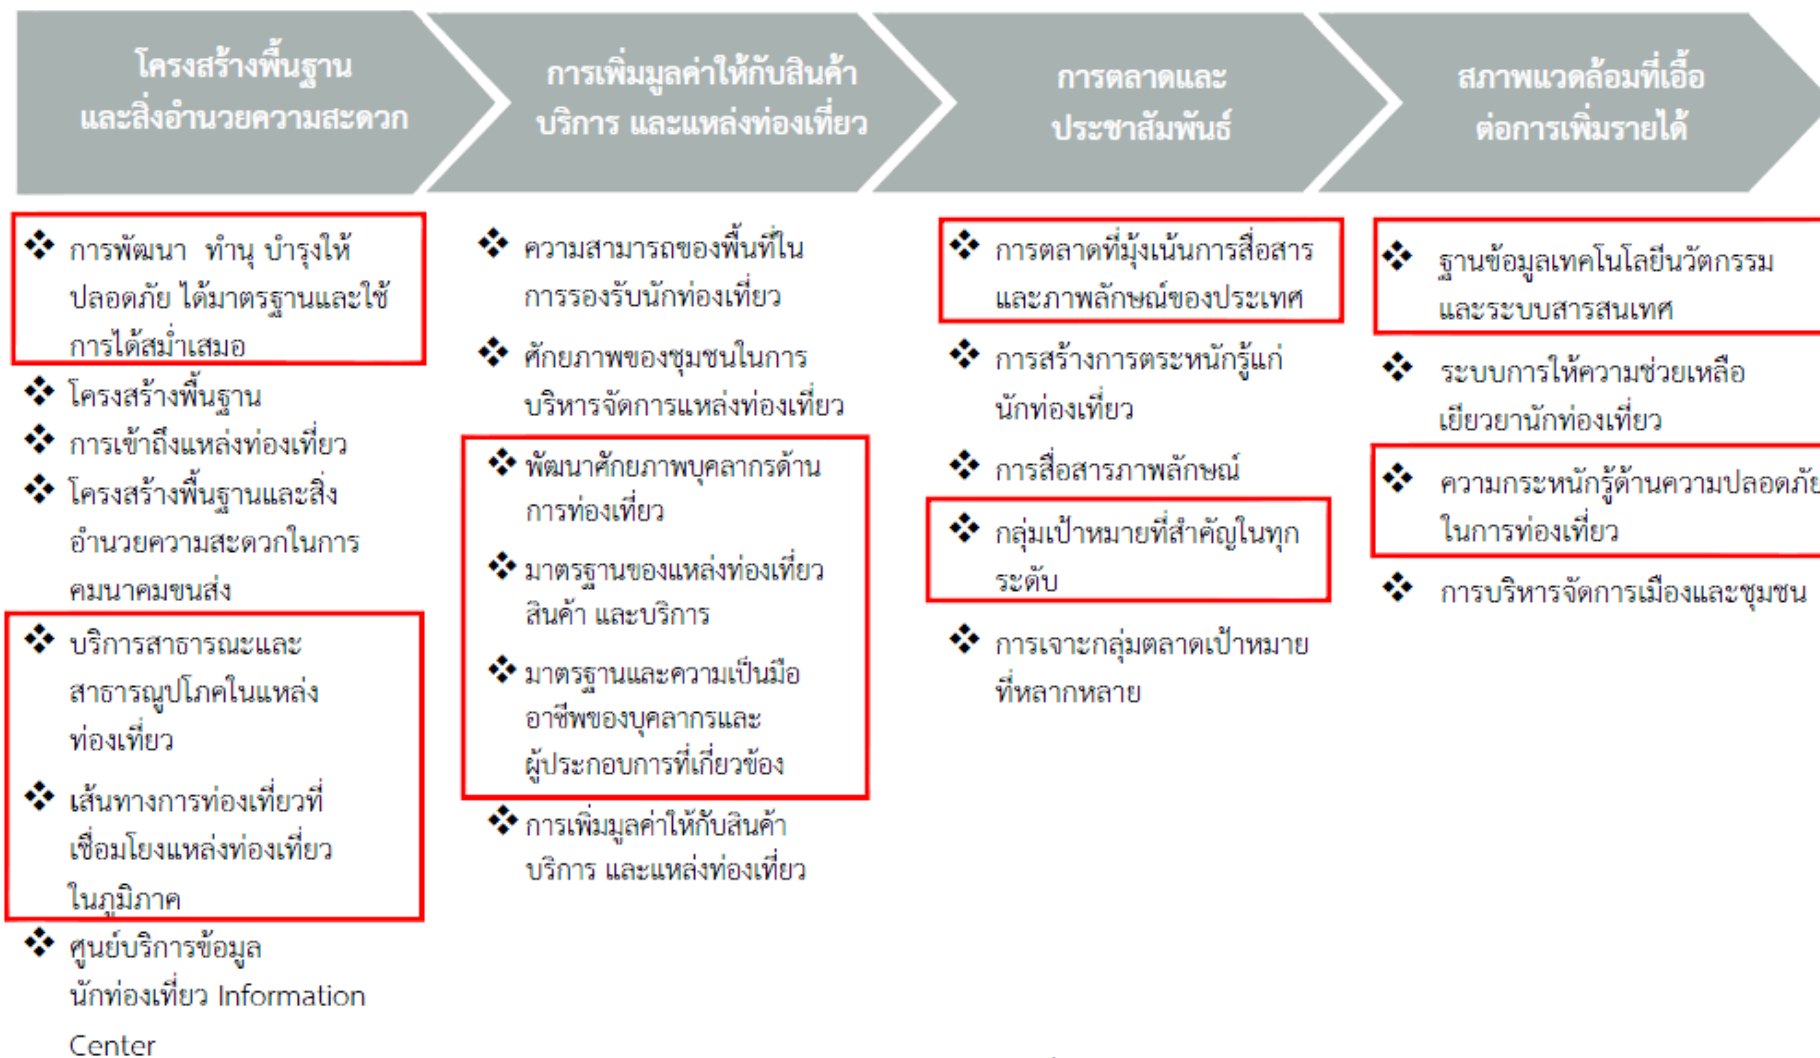 โครงสร้างพื้นฐาน
และสิ่งอำนวยความสะดวก
การเพิ่มมูลค่าให้กับสินค้า
บริการ และแหล่งท่องเที่ยว
การตลาดและ
ประชาสัมพันธ์
สภาพแวดล้อมที่เอื้อ
ต่อการเพิ่มรายได้
การพัฒนา ทำนุ บำรุงให้
ปลอดภัย ได้มาตรฐานและใช้
การได้สม่ำเสมอ
โครงสร้างพื้นฐาน
การเข้าถึงแหล่งท่องเที่ยว
โครงสร้างพื้นฐานและสิ่ง
อำนวยความสะดวกในการ
คมนาคมขนส่ง
บริการสาธารณะและ
สาธารณูปโภคในแหล่ง
ท่องเที่ยว
เส้นทางการท่องเที่ยวที่
เชื่อมโยงแหล่งท่องเที่ยว
ในภูมิภาค
ศูนย์บริการข้อมูล
นักท่องเที่ยว Information
Center
ความสามารถของพื้นที่ใน
การรองรับนักท่องเที่ยว
ศักยภาพของชุมชนในการ
บริหารจัดการแหล่งท่องเที่ยว
พัฒนาศักยภาพบุคลากรด้าน
การท่องเที่ยว
มาตรฐานของแหล่งท่องเที่ยว
สินค้า และบริการ
มาตรฐานและความเป็นมือ
อาชีพของบุคลากรและ
ผู้ประกอบการที่เกี่ยวข้อง
การเพิ่มมูลค่าให้กับสินค้า
บริการ และแหล่งท่องเที่ยว
การตลาดที่มุ้งเน้นการสื่อสาร
และภาพลักษณ์ของประเทศ
การสร้างการตระหนักรู้แก่
นักท่องเที่ยว
การสื่อสารภาพลักษณ์
กลุ่มเป้าหมายที่สำคัญในทุก
ระดับ
การเจาะกลุ่มตลาดเป้าหมาย
ที่หลากหลาย
ฐานข้อมูลเทคโนโลยีนวัตกรรม
และระบบสารสนเทศ
ระบบการให้ความช่วยเหลือ
เยียวยานักท่องเที่ยว
ความกระหนักรู้ด้านความปลอดภัย
ในการท่องเที่ยว
การบริหารจัดการเมืองและชุมชน